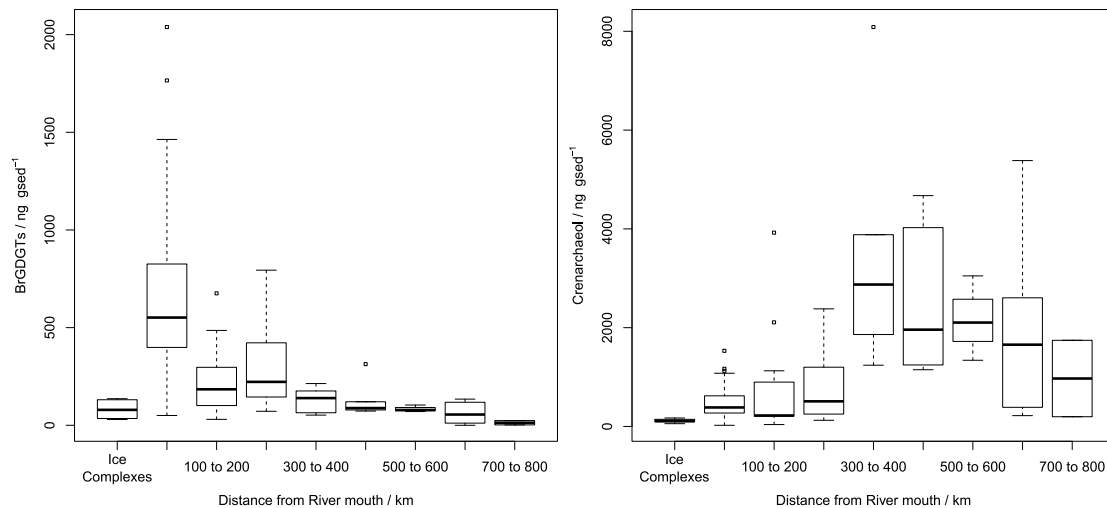 BrGDGTs / ng gsed⁻¹
2000
1500
1000
500
0
Ice
Complexes
100 to 200
300 to 400
500 to 600
700 to 800
Distance from River mouth / km
Crenarchaeol / ng gsed⁻¹
8000
6000
4000
2000
0
Ice
Complexes
100 to 200
300 to 400
500 to 600
700 to 800
Distance from River mouth / km